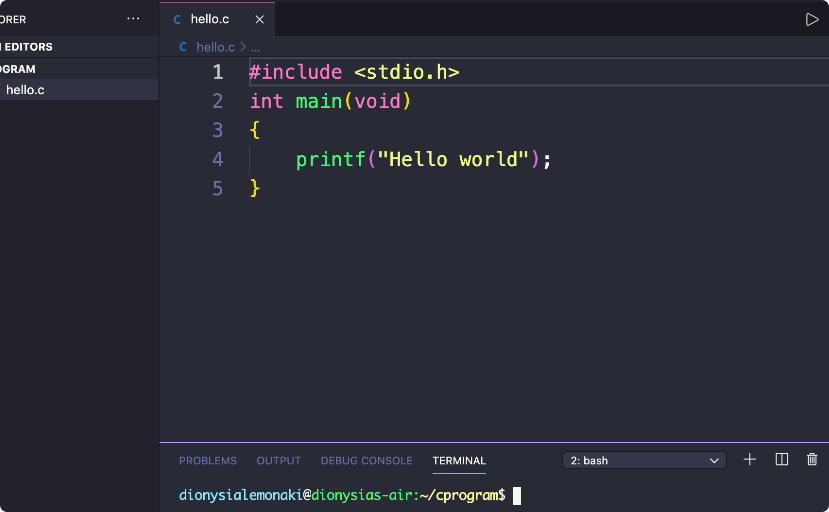 ORER ...
EDITORS
OGRAM
hello.c
C hello.c ×
C hello.c > ...
1 #include <stdio.h>
2 int main(void)
3 {
4 printf("Hello world");
5 }
PROBLEMS OUTPUT DEBUG CONSOLE TERMINAL 2: bash
dionysialemonaki@dionysias-air:~/cprogram$